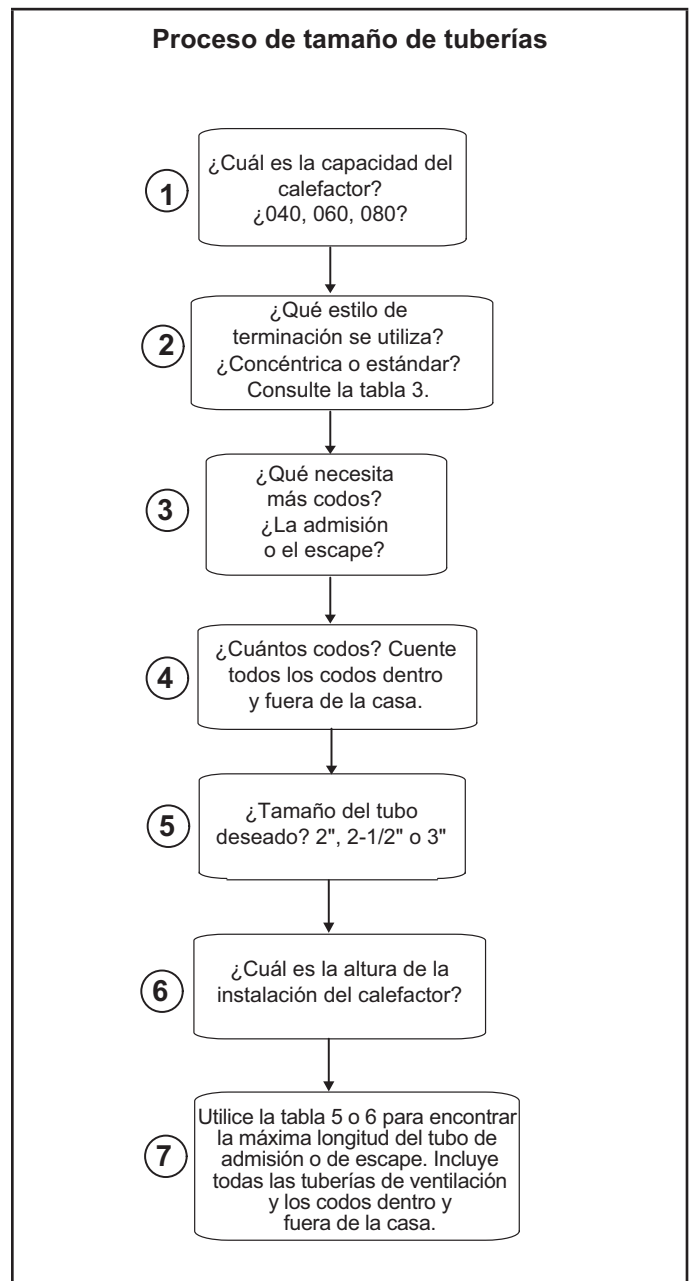 Proceso de tamaño de tuberías
1
¿Cuál es la capacidad del
calefactor?
¿040, 060, 080?
2
¿Qué estilo de
terminación se utiliza?
¿Concéntrica o estándar?
Consulte la tabla 3.
3
¿Qué necesita
más codos?
¿La admisión
o el escape?
4
¿Cuántos codos? Cuente
todos los codos dentro
y fuera de la casa.
5
¿Tamaño del tubo
deseado? 2", 2-1/2" o 3"
6
¿Cuál es la altura de la
instalación del calefactor?
7
Utilice la tabla 5 o 6 para encontrar
la máxima longitud del tubo de
admisión o de escape. Incluye
todas las tuberías de ventilación
y los codos dentro y
fuera de la casa.